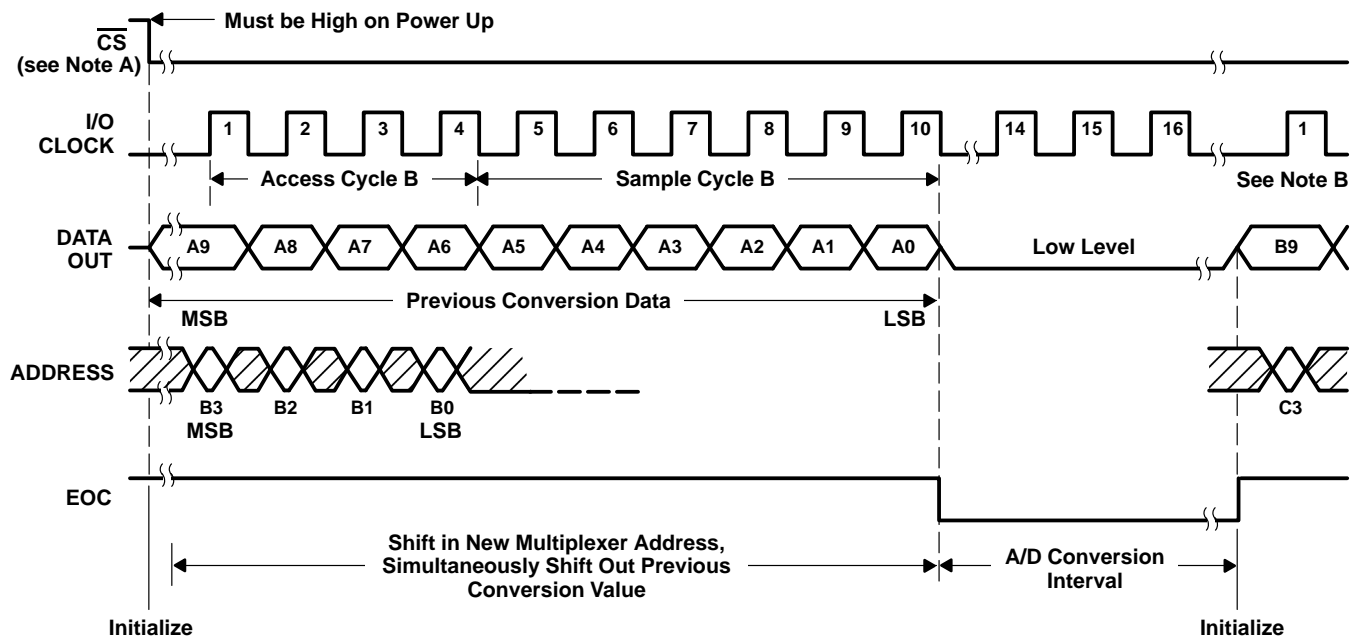 Must be High on Power Up
CS
(see Note A)
I/O
CLOCK
1 2 3 4 5 6 7 8 9 10 14 15 16 1
Access Cycle B
Sample Cycle B
See Note B
DATA
OUT
A9 A8 A7 A6 A5 A4 A3 A2 A1 A0
Low Level
B9
Previous Conversion Data
MSB
LSB
ADDRESS
B3 B2 B1 B0
MSB
LSB
C3
EOC
Shift in New Multiplexer Address,
Simultaneously Shift Out Previous
Conversion Value
A/D Conversion
Interval
Initialize
Initialize